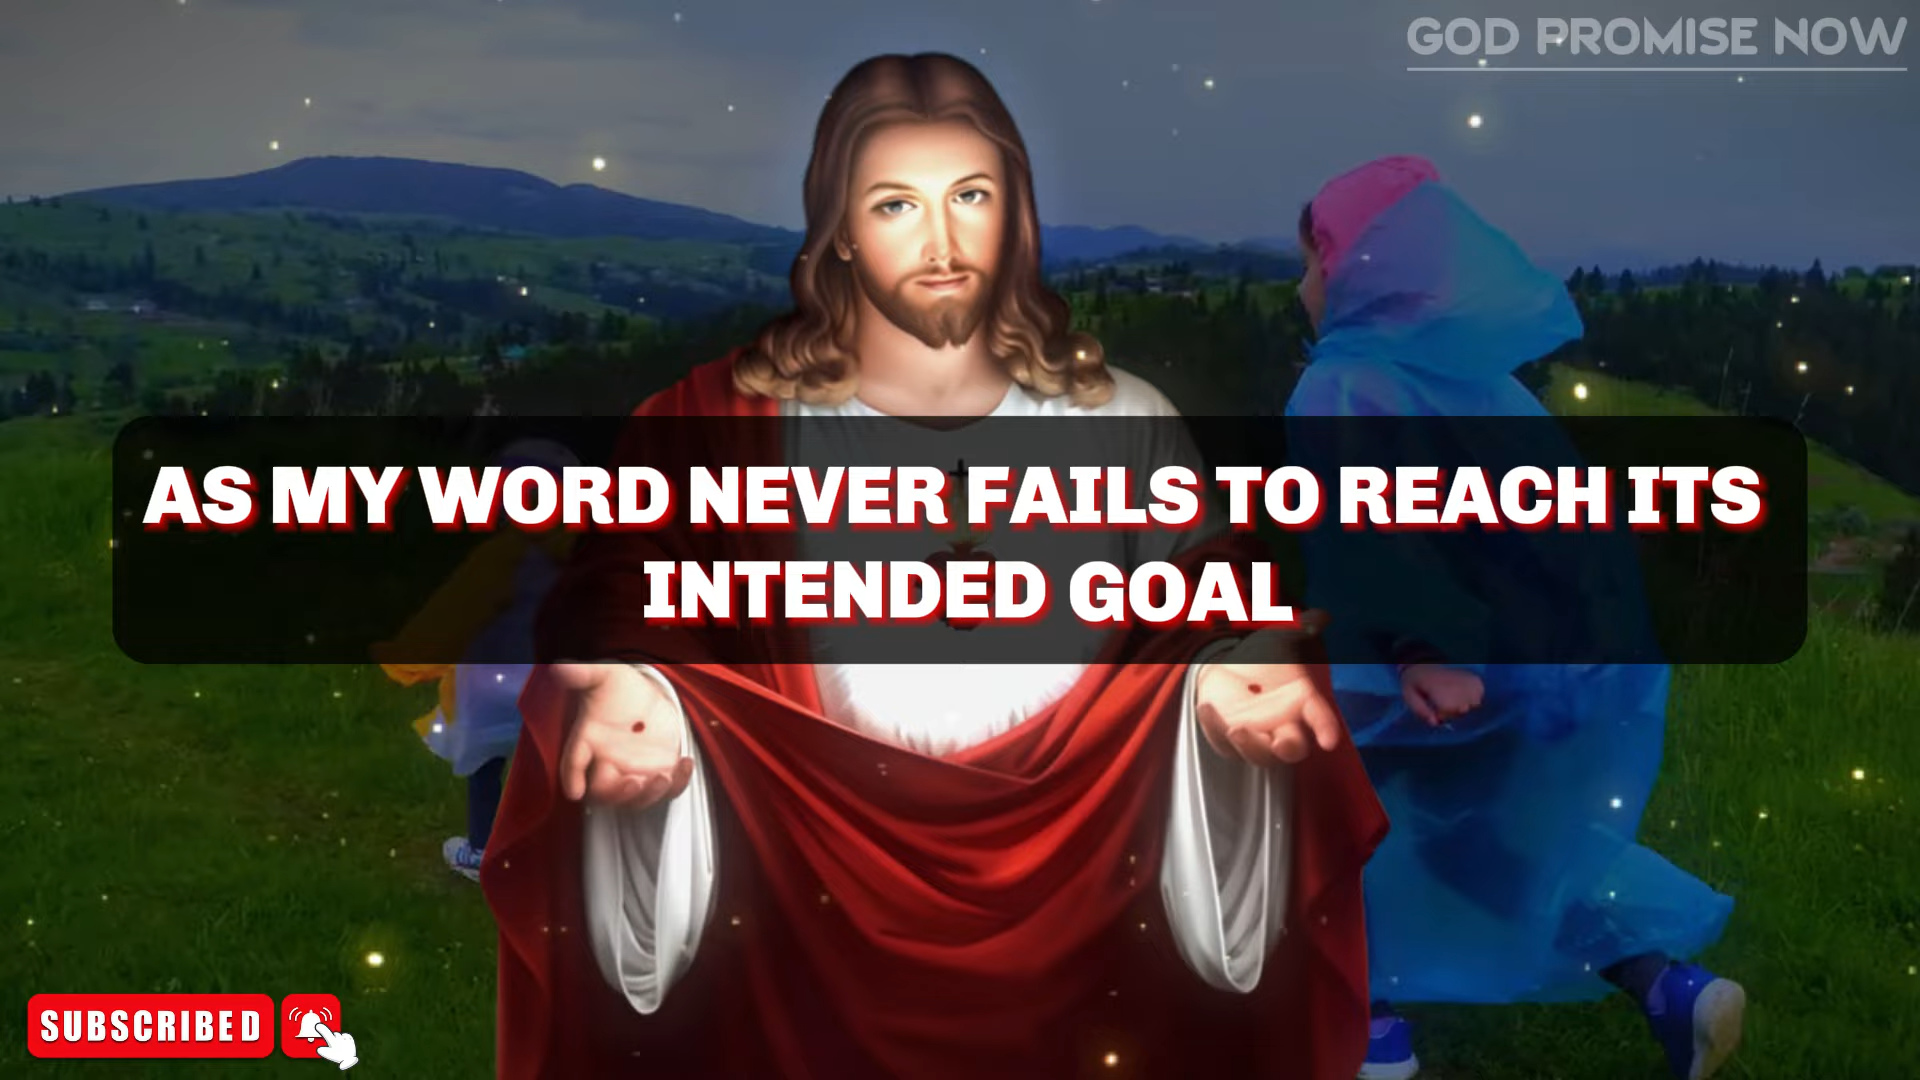 GOD PROMISE NOW
AS MY WORD NEVER FAILS TO REACH ITS
INTENDED GOAL
SUBSCRIBED